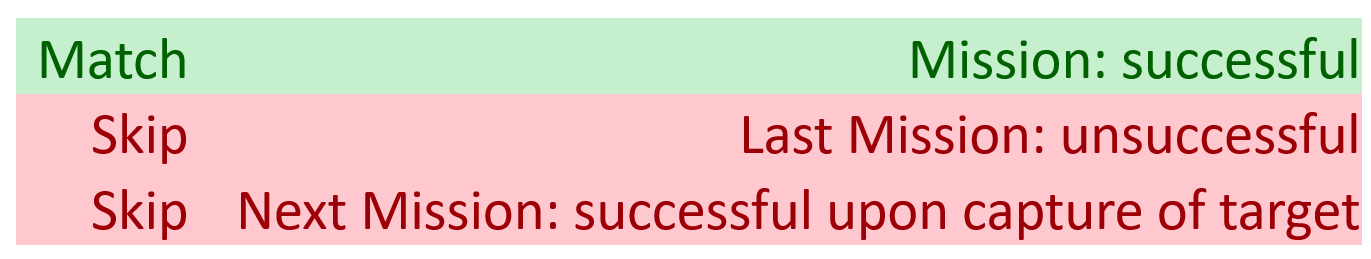 Match Mission: successful
Skip Last Mission: unsuccessful
Skip Next Mission: successful upon capture of target